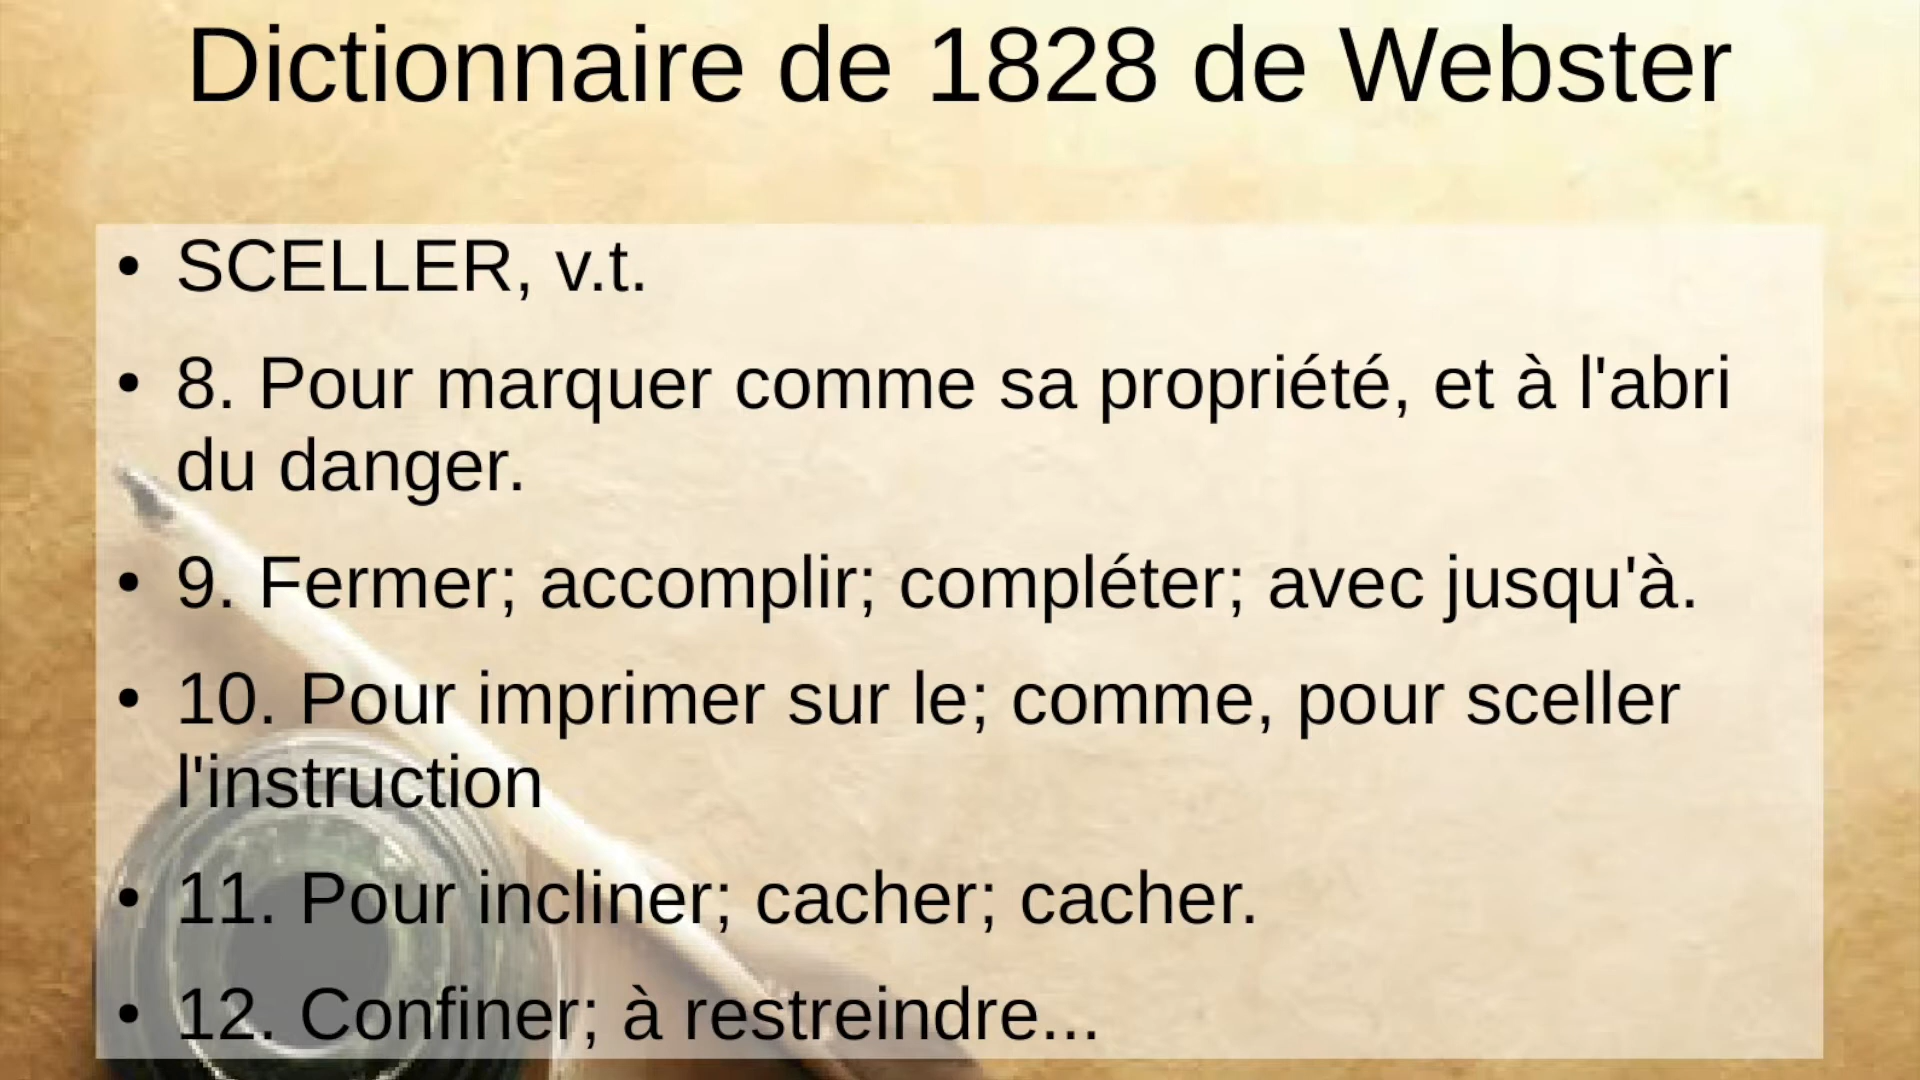 Dictionnaire de 1828 de Webster
• SCELLER, v.t.
• 8. Pour marquer comme sa propriété, et à l'abri
du danger.
• 9. Fermer; accomplir; compléter; avec jusqu'à.
• 10. Pour imprimer sur le; comme, pour sceller
l'instruction
• 11. Pour incliner; cacher; cacher.
• 12. Confiner; à restreindre...